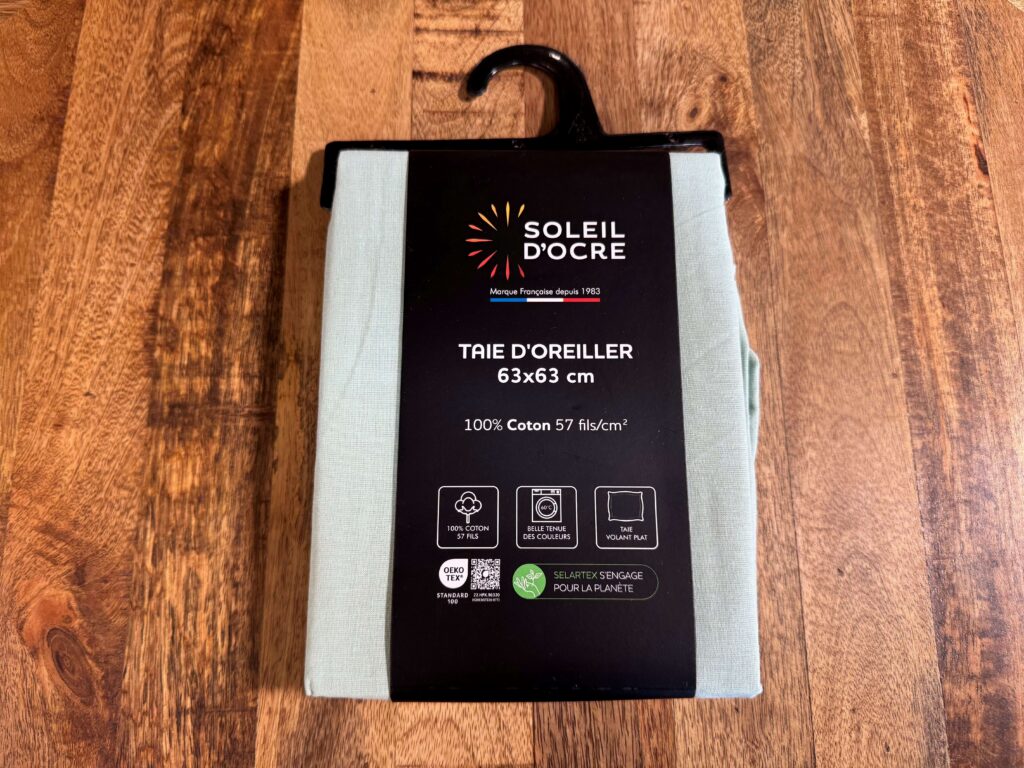 SOLEIL
D'OCRE
Marque Française depuis 1983
TAIE D'OREILLER
63x63 cm
100% Coton 57 fils/cm²
100% COTON
57 FILS
60°C
BELLE TENUE
DES COULEURS
TAIE
VOLANT PLAT
OEKO
TEX®
STANDARD
100
SELARTEX S'ENGAGE
POUR LA PLANÈTE